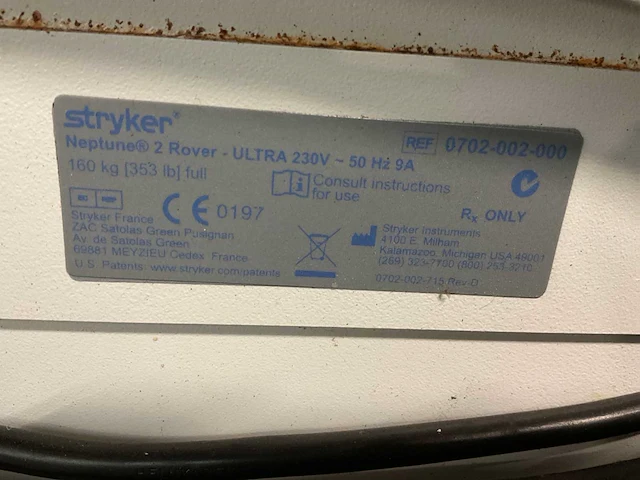 stryker®
Neptune® 2 Rover - ULTRA 230V ~ 50 Hz 9A
REF 0702-002-000
160 kg [353 lb] full
Consult instructions
for use
CE 0197
Rx ONLY
Stryker France
ZAC Satolas Green Pusignan
Av. de Satolas Green
69881 MEYZIEU Cedex France
U.S. Patents: www.stryker.com/patents
Stryker Instruments
4100 E. Milham
Kalamazoo, Michigan USA 49001
(269) 323-7700 (800) 253-3210
0702-002-715 Rev-D